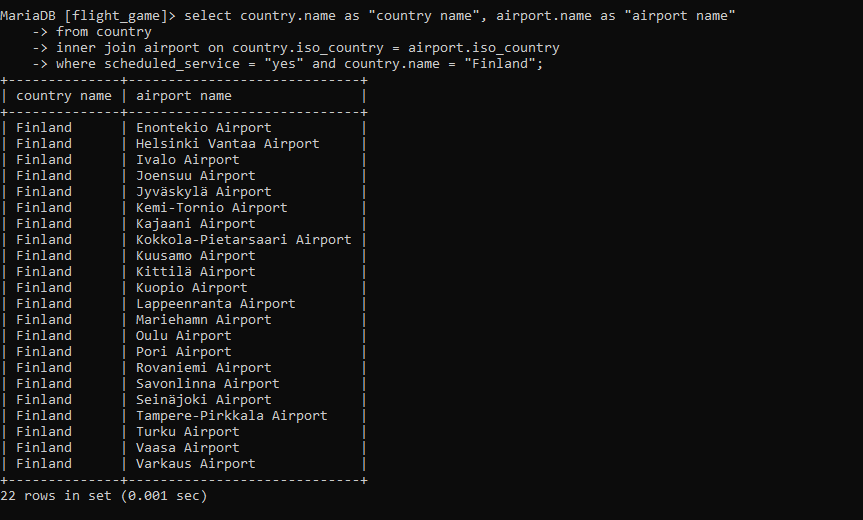 MariaDB [flight_game]> select country.name as "country name", airport.name as "airport name"
    -> from country
    -> inner join airport on country.iso_country = airport.iso_country
    -> where scheduled_service = "yes" and country.name = "Finland";
+--------------+-----------------------------+
| country name | airport name                |
+--------------+-----------------------------+
| Finland      | Enontekio Airport           |
| Finland      | Helsinki Vantaa Airport     |
| Finland      | Ivalo Airport               |
| Finland      | Joensuu Airport             |
| Finland      | Jyväskylä Airport           |
| Finland      | Kemi-Tornio Airport         |
| Finland      | Kajaani Airport             |
| Finland      | Kokkola-Pietarsaari Airport |
| Finland      | Kuusamo Airport             |
| Finland      | Kittilä Airport             |
| Finland      | Kuopio Airport              |
| Finland      | Lappeenranta Airport        |
| Finland      | Mariehamn Airport           |
| Finland      | Oulu Airport                |
| Finland      | Pori Airport                |
| Finland      | Rovaniemi Airport           |
| Finland      | Savonlinna Airport          |
| Finland      | Seinäjoki Airport           |
| Finland      | Tampere-Pirkkala Airport    |
| Finland      | Turku Airport               |
| Finland      | Vaasa Airport               |
| Finland      | Varkaus Airport             |
+--------------+-----------------------------+
22 rows in set (0.001 sec)